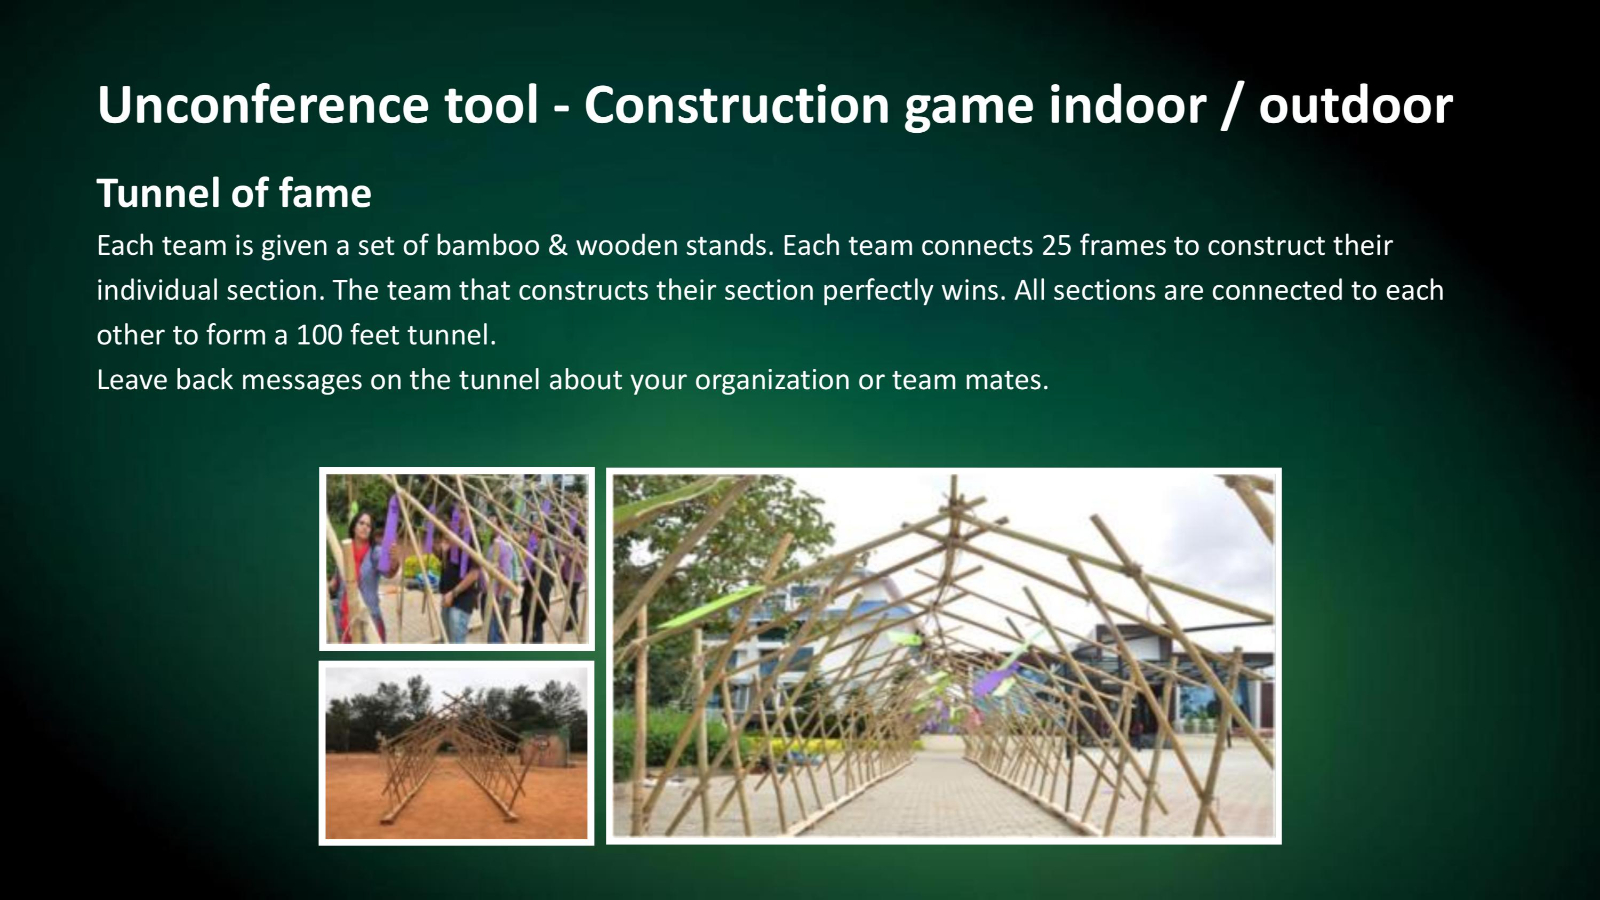 Unconference tool - Construction game indoor / outdoor
Tunnel of fame
Each team is given a set of bamboo & wooden stands. Each team connects 25 frames to construct their
individual section. The team that constructs their section perfectly wins. All sections are connected to each
other to form a 100 feet tunnel.
Leave back messages on the tunnel about your organization or team mates.